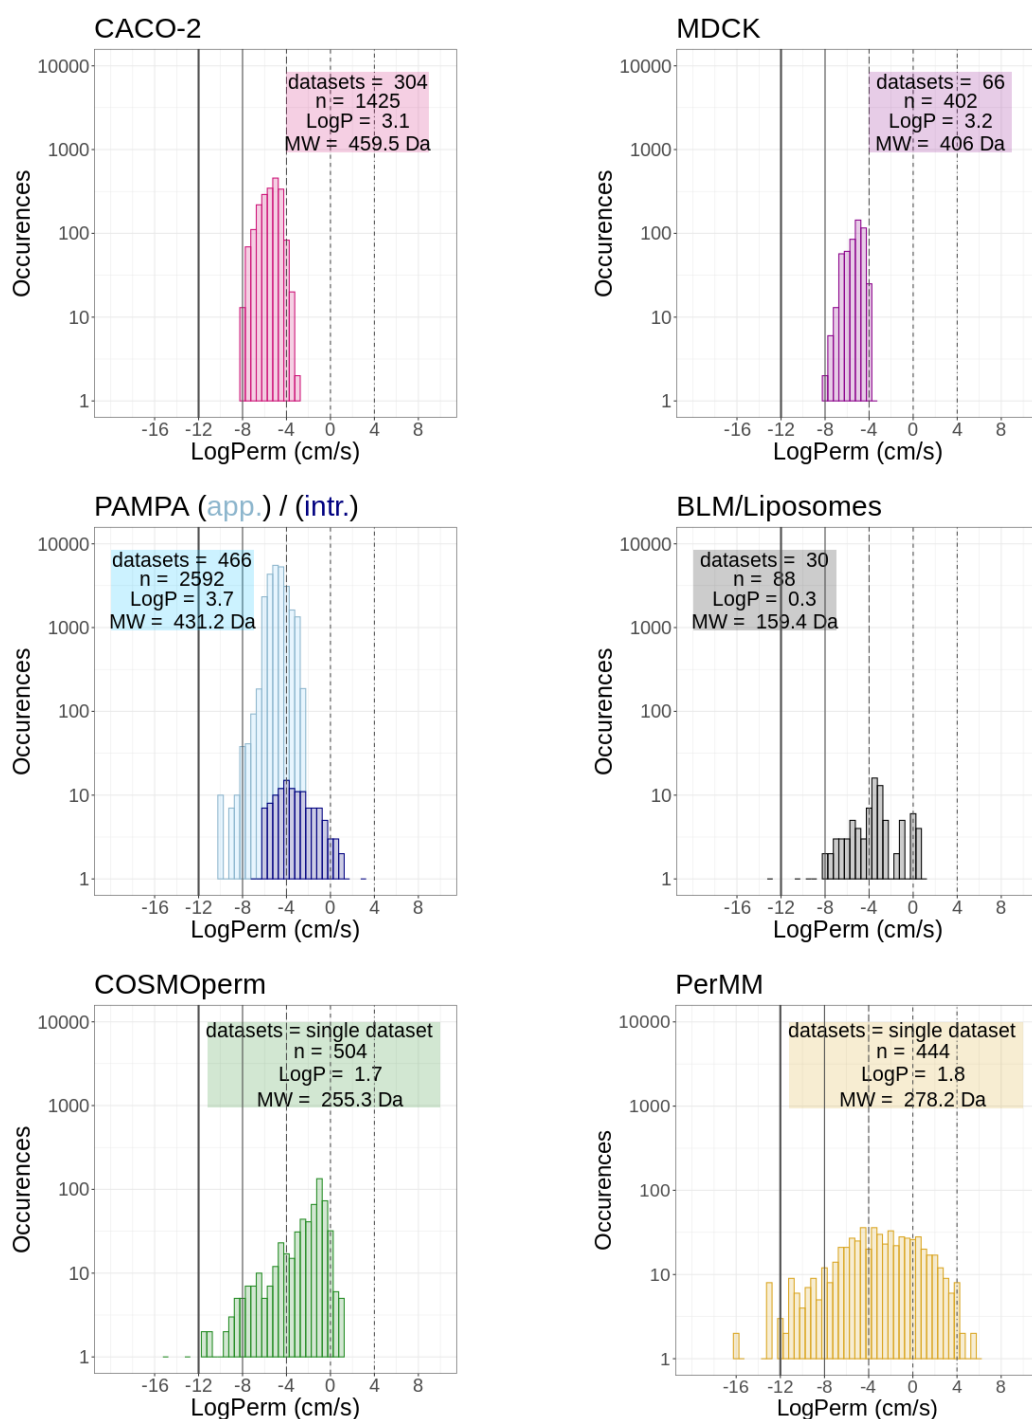 CACO-2
10000
1000
100
10
1
Occurences
datasets = 304
n = 1425
LogP = 3.1
MW = 459.5 Da
-16 -12 -8 -4 0 4 8
LogPerm (cm/s)
MDCK
10000
1000
100
10
1
Occurences
datasets = 66
n = 402
LogP = 3.2
MW = 406 Da
-16 -12 -8 -4 0 4 8
LogPerm (cm/s)
PAMPA (app.) / (intr.)
10000
1000
100
10
1
Occurences
datasets = 466
n = 2592
LogP = 3.7
MW = 431.2 Da
-16 -12 -8 -4 0 4 8
LogPerm (cm/s)
BLM/Liposomes
10000
1000
100
10
1
Occurences
datasets = 30
n = 88
LogP = 0.3
MW = 159.4 Da
-16 -12 -8 -4 0 4 8
LogPerm (cm/s)
COSMOperm
10000
1000
100
10
1
Occurences
datasets = single dataset
n = 504
LogP = 1.7
MW = 255.3 Da
-16 -12 -8 -4 0 4 8
LogPerm (cm/s)
PerMM
10000
1000
100
10
1
Occurences
datasets = single dataset
n = 444
LogP = 1.8
MW = 278.2 Da
-16 -12 -8 -4 0 4 8
LogPerm (cm/s)